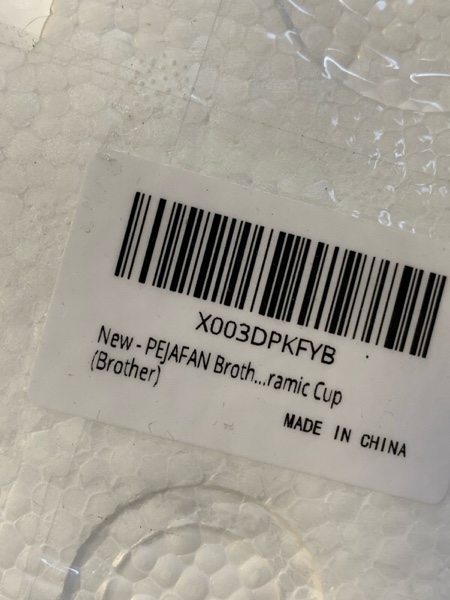 X003DPKFYB
New - PEJAFAN Broth...ramic Cup
(Brother)
MADE IN CHINA